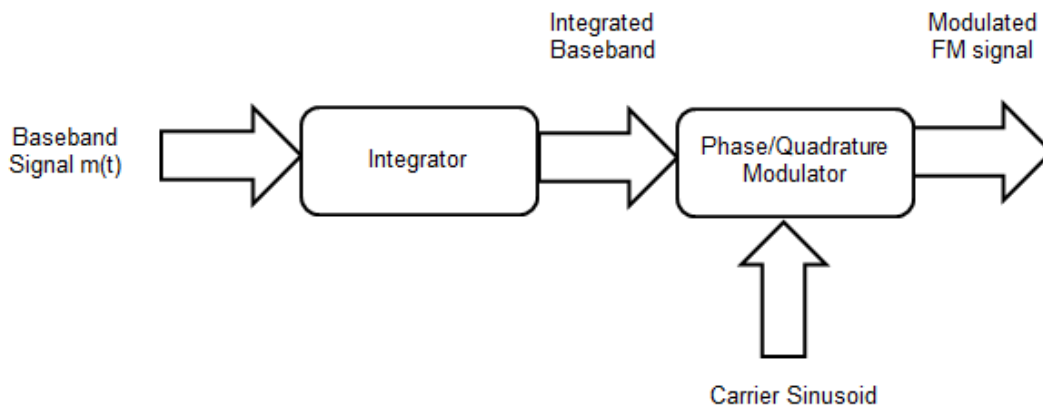 Integrated
Baseband
Modulated
FM signal
Baseband
Signal m(t)
Integrator
Phase/Quadrature
Modulator
Carrier Sinusoid